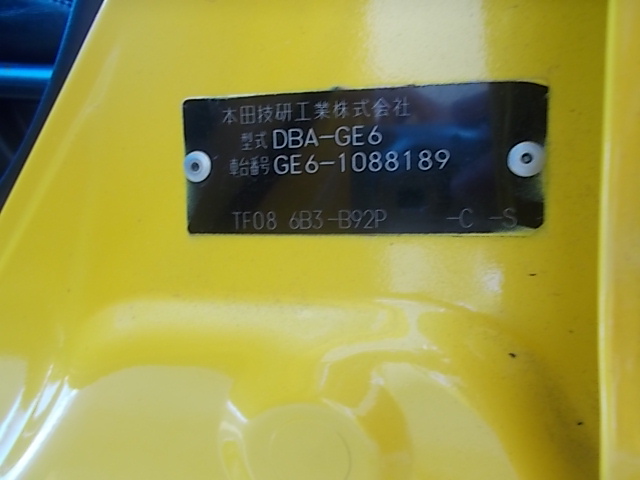 本田技研工業株式会社
型式 DBA-GE6
車台番号 GE6-1088189
TF08 6B3-B92P -C -S